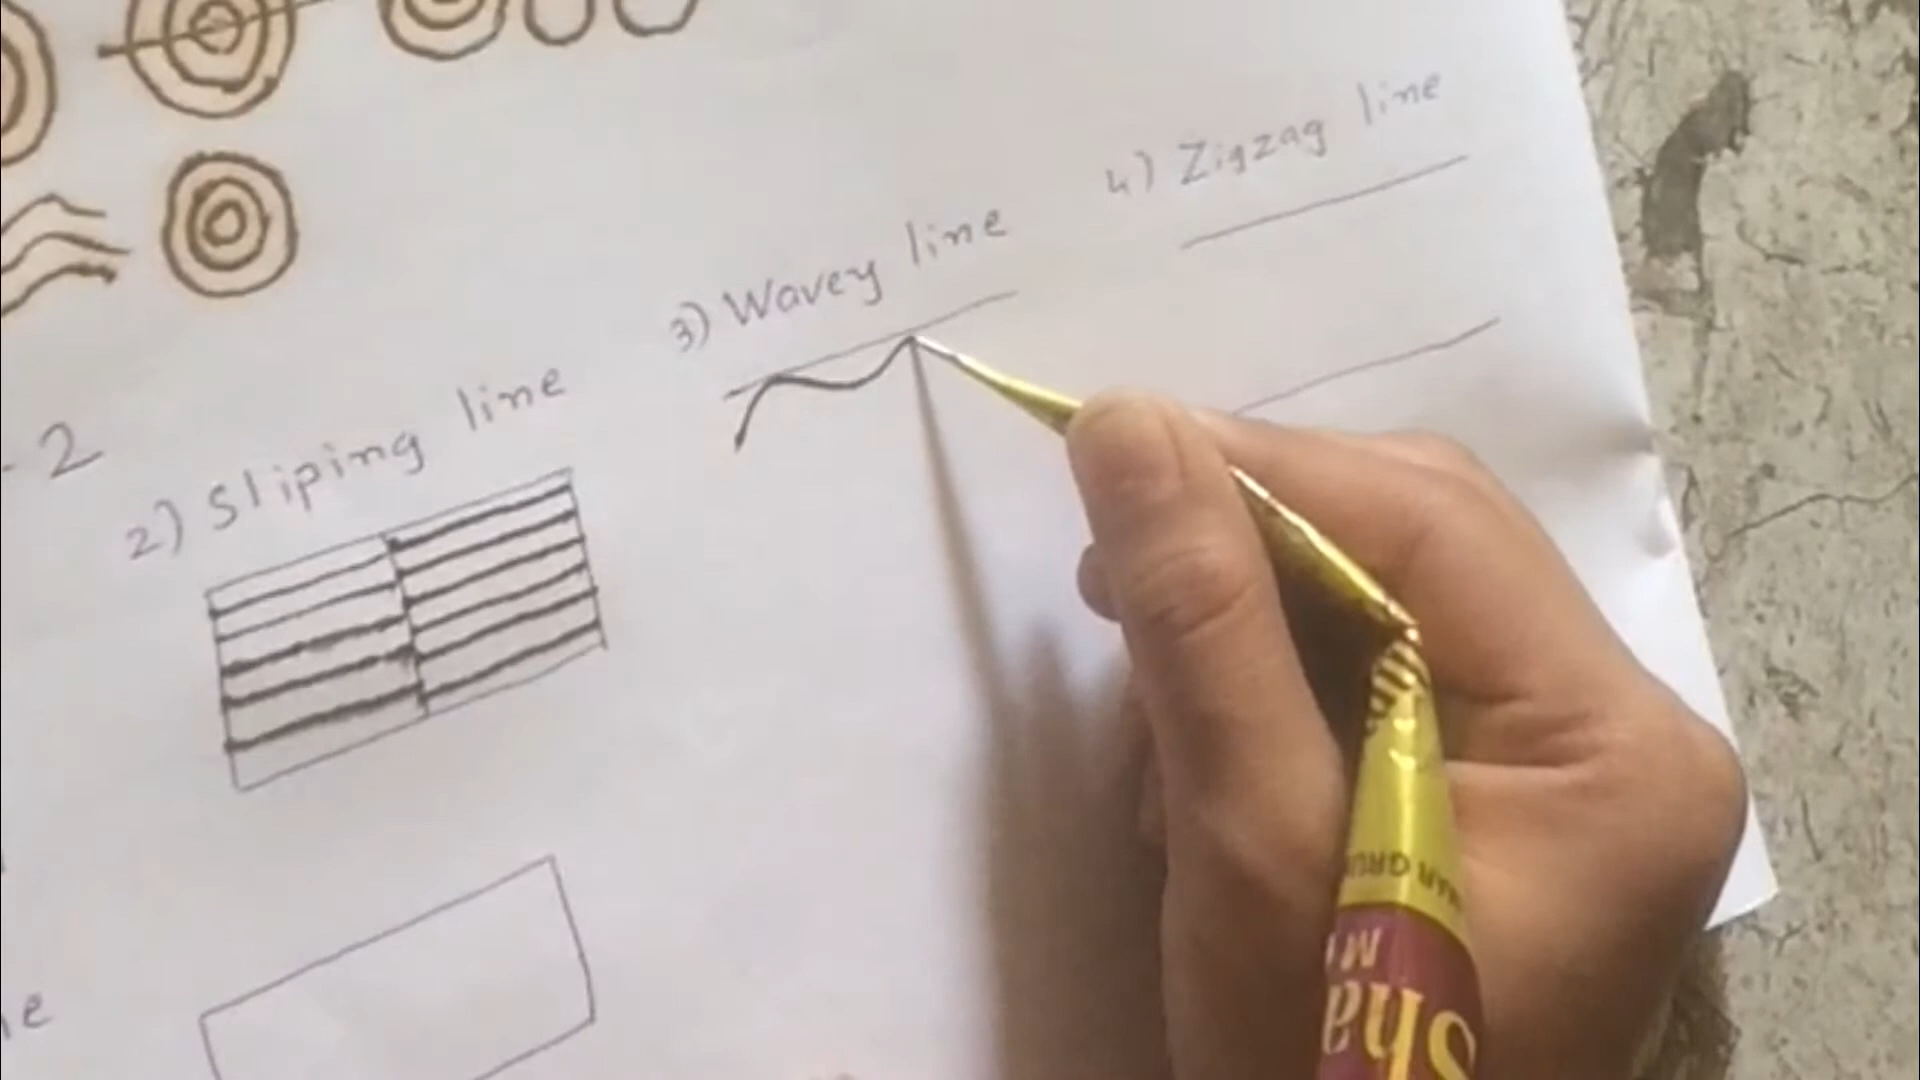 4) Zigzag line
3) Wavey line
- 2
2) Sliping line